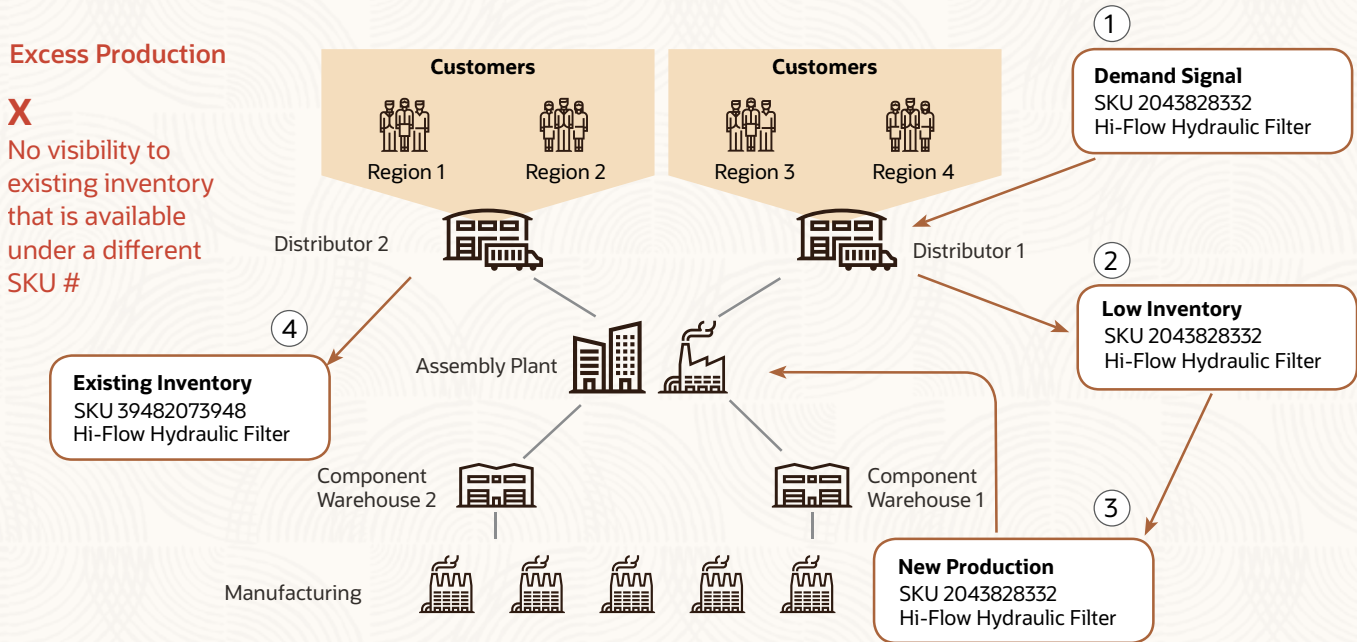 Excess Production
X
No visibility to
existing inventory
that is available
under a different
SKU #
Customers
Region 1
Region 2
Customers
Region 3
Region 4
1
Demand Signal
SKU 2043828332
Hi-Flow Hydraulic Filter
Distributor 2
Distributor 1
2
Low Inventory
SKU 2043828332
Hi-Flow Hydraulic Filter
4
Existing Inventory
SKU 39482073948
Hi-Flow Hydraulic Filter
Assembly Plant
Component
Warehouse 2
Component
Warehouse 1
3
New Production
SKU 2043828332
Hi-Flow Hydraulic Filter
Manufacturing